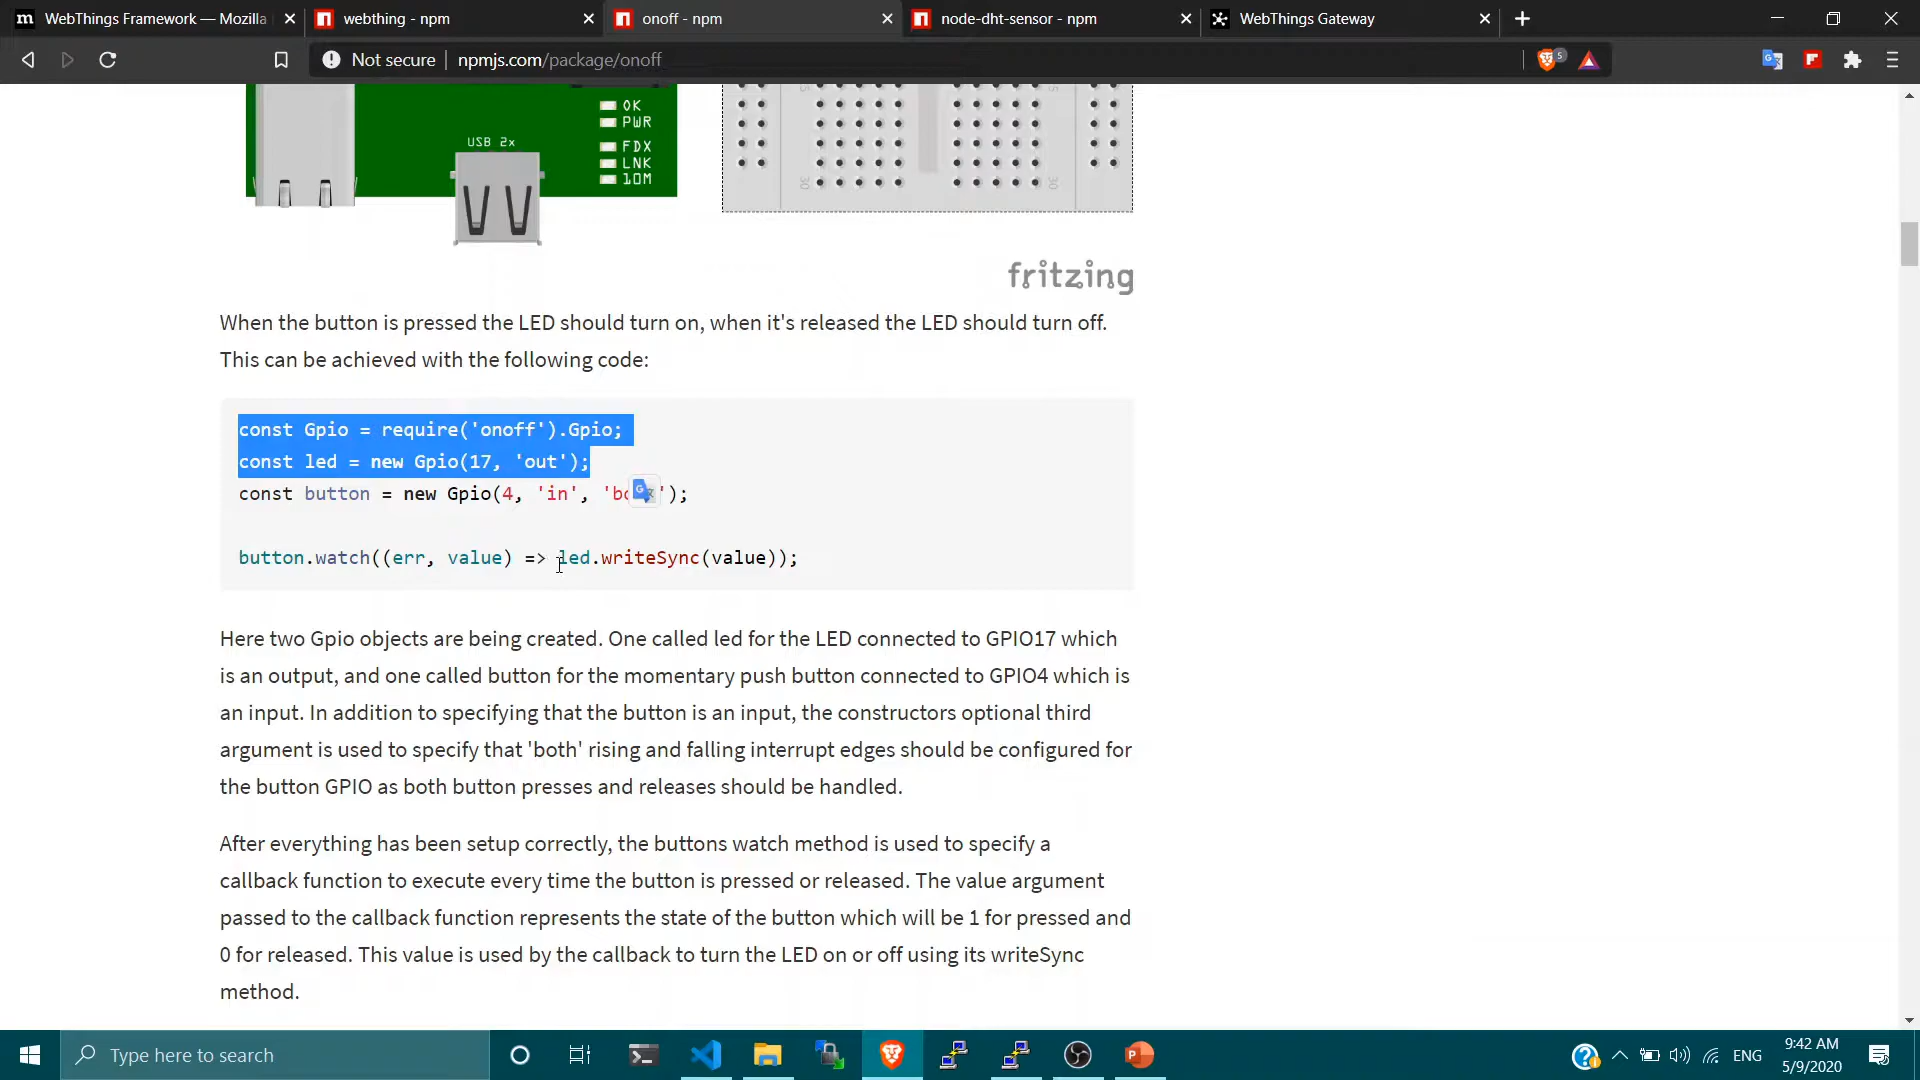 WebThings Framework — Mozilla
webthing - npm
onoff - npm
node-dht-sensor - npm
WebThings Gateway
Not secure
npmjs.com/package/onoff
5
OK
PWR
FDX
LNK
10M
USB 2x
30
30
fritzing
When the button is pressed the LED should turn on, when it's released the LED should turn off.
This can be achieved with the following code:
const Gpio = require('onoff').Gpio;
const led = new Gpio(17, 'out');
const button = new Gpio(4, 'in', ');
button.watch((err, value) => led.writeSync(value));
Here two Gpio objects are being created. One called led for the LED connected to GPIO17 which
is an output, and one called button for the momentary push button connected to GPIO4 which is
an input. In addition to specifying that the button is an input, the constructors optional third
argument is used to specify that 'both' rising and falling interrupt edges should be configured for
the button GPIO as both button presses and releases should be handled.
After everything has been setup correctly, the buttons watch method is used to specify a
callback function to execute every time the button is pressed or released. The value argument
passed to the callback function represents the state of the button which will be 1 for pressed and
0 for released. This value is used by the callback to turn the LED on or off using its writeSync
method.
Type here to search
ENG
9:42 AM
5/9/2020